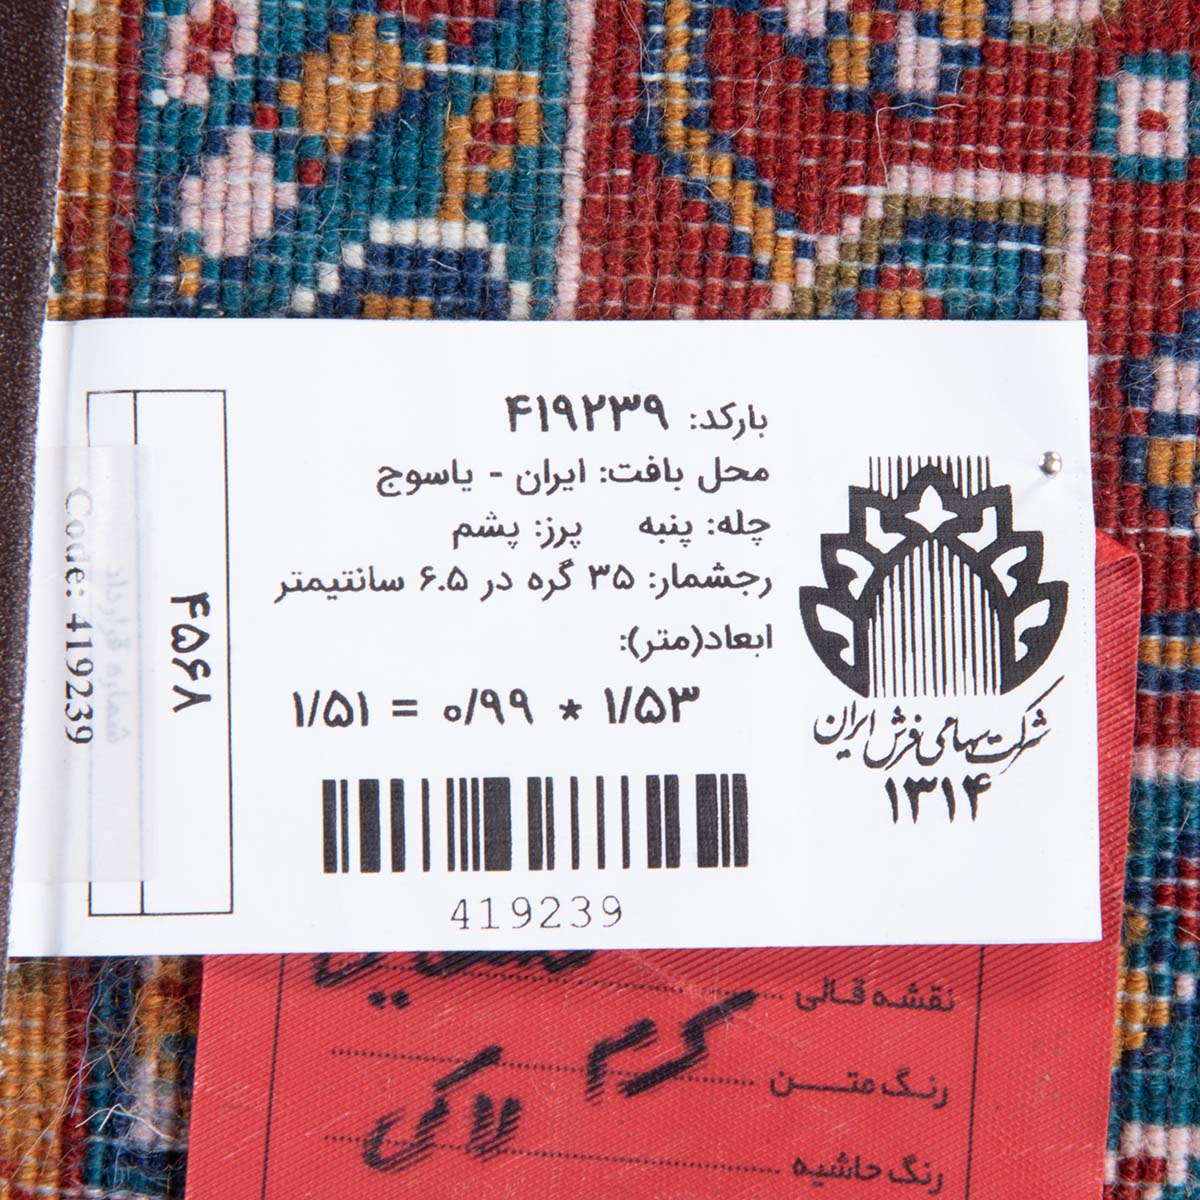 بارکد: ۴۱۹۲۳۹
محل بافت: ایران - یاسوج
چله: پنبه پرز: پشم
رجشمار: ۳۵ گره در ۶.۵ سانتیمتر
ابعاد(متر):
۱/۵۳ * ۰/۹۹ = ۱/۵۱
419239
شرکت سهامی فرش ایران
۱۳۱۴
۴۵۶۸
شماره قرارداد
Code: 419239
نقشه قالی
رنگ متن کرم
رنگ حاشیه لاکی